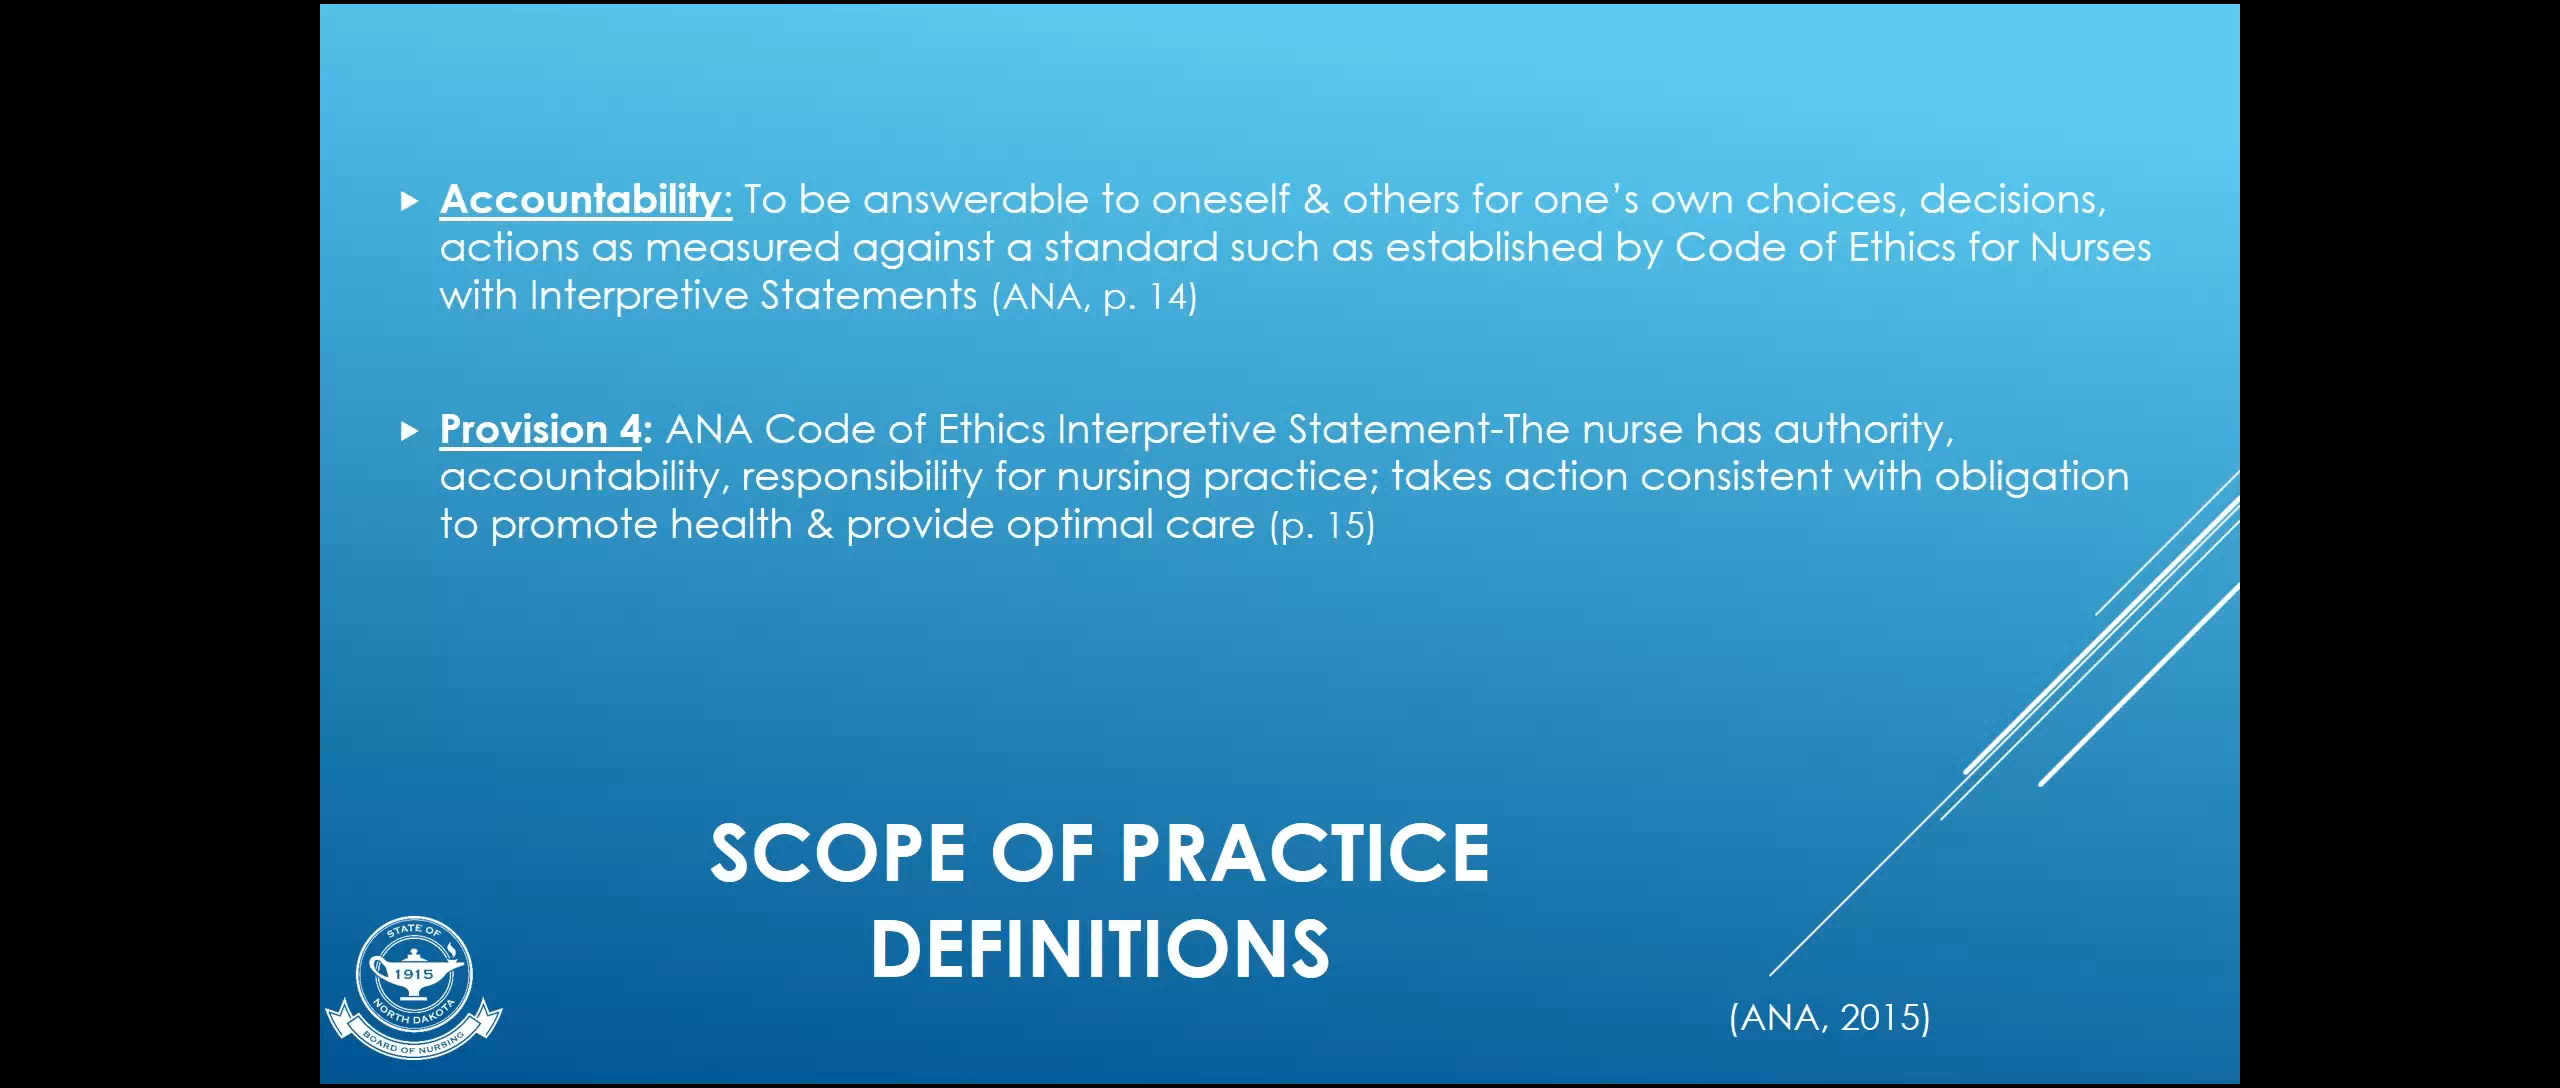 Accountability: To be answerable to oneself & others for one’s own choices, decisions,
actions as measured against a standard such as established by Code of Ethics for Nurses
with Interpretive Statements (ANA, p. 14)
Provision 4: ANA Code of Ethics Interpretive Statement-The nurse has authority,
accountability, responsibility for nursing practice; takes action consistent with obligation
to promote health & provide optimal care (p. 15)
SCOPE OF PRACTICE
DEFINITIONS
STATE OF
1915
NORTH DAKOTA
BOARD OF NURSING
(ANA, 2015)